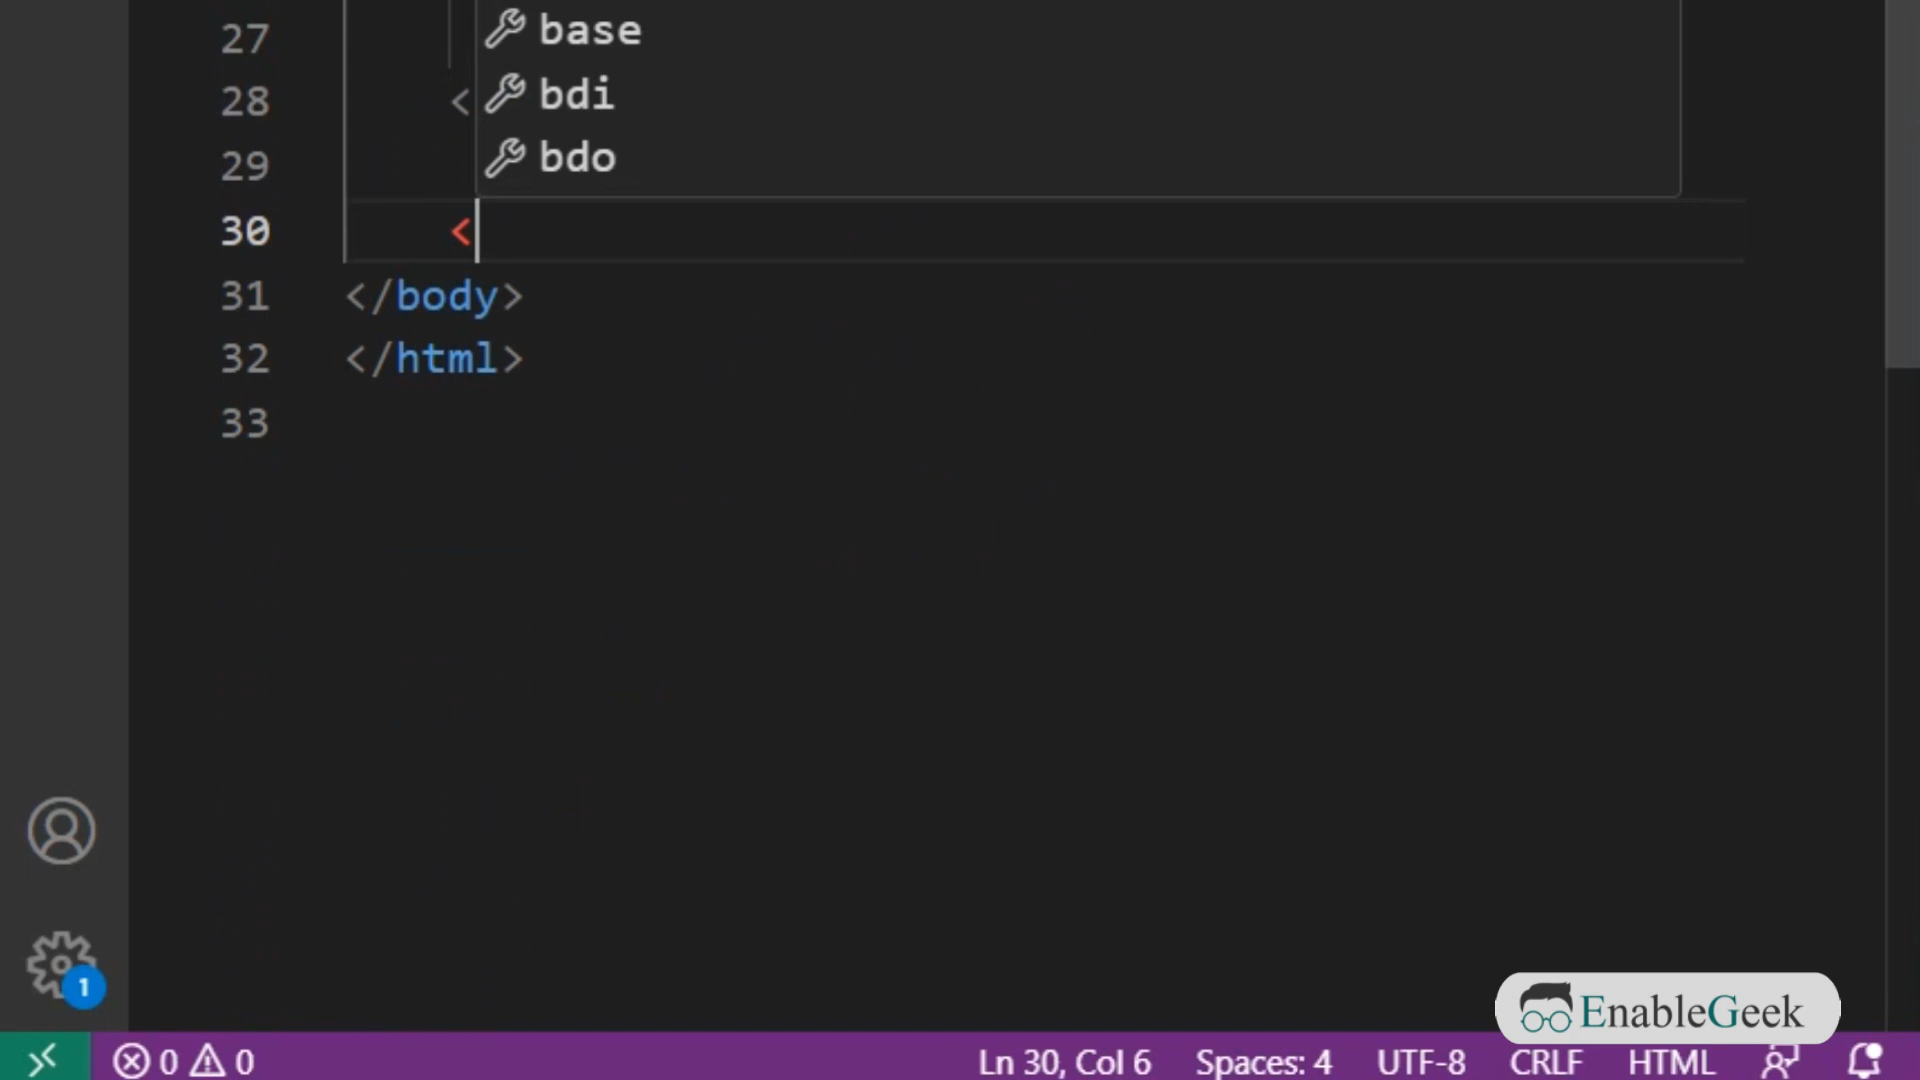 27 base
28 < bdi
29 bdo
30 <
31 </body>
32 </html>
33
1
EnableGeek
0 0 Ln 30, Col 6 Spaces: 4 UTF-8 CRLF HTML